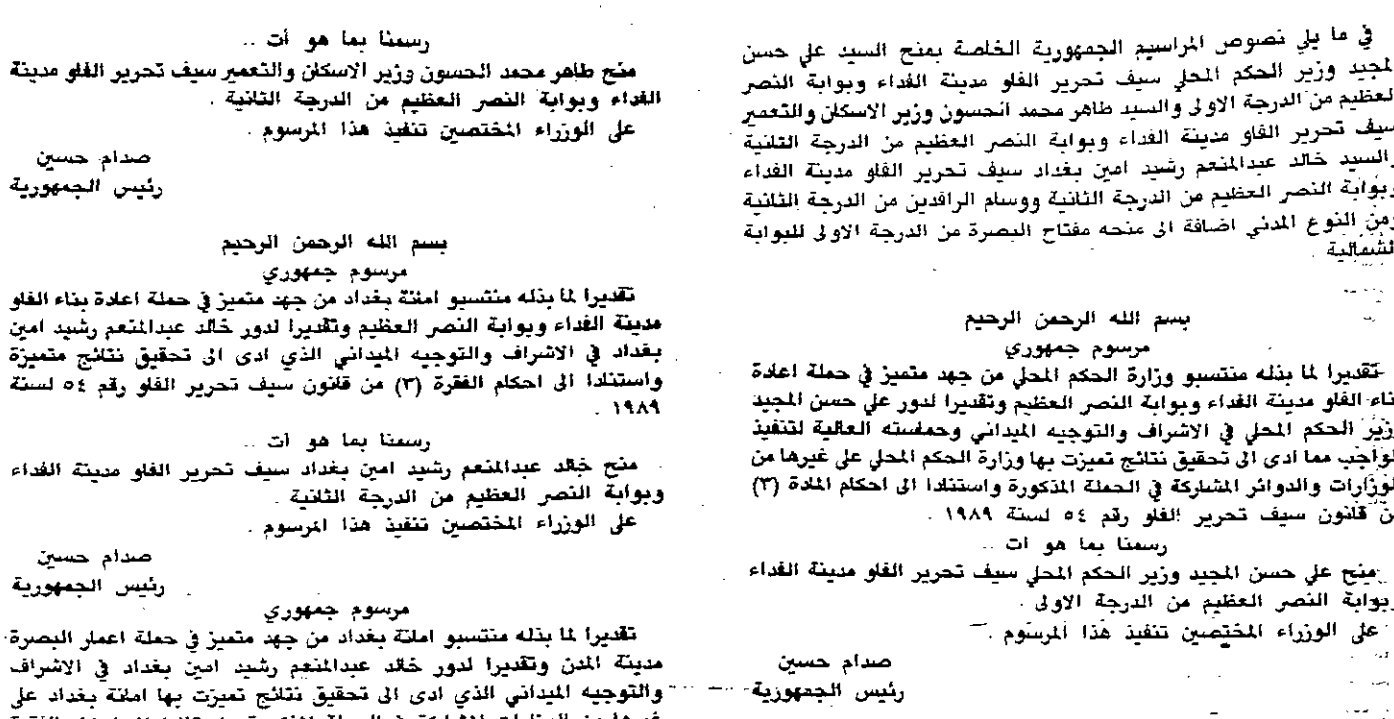 في ما يلي نصوص المراسيم الجمهورية الخاصة بمنح السيد علي حسن
المجيد وزير الحكم المحلي سيف تحرير الفاو مدينة الفداء وبوابة النصر
العظيم من الدرجة الاولى والسيد طاهر محمد الحسون وزير الاسكان والتعمير
سيف تحرير الفاو مدينة الفداء وبوابة النصر العظيم من الدرجة الثانية
والسيد خالد عبدالمنعم رشيد امين بغداد سيف تحرير الفاو مدينة الفداء
وبوابة النصر العظيم من الدرجة الثانية ووسام الرافدين من الدرجة الثانية
ومن النوع المدني اضافة الى منحه مفتاح البصرة من الدرجة الاولى للبوابة
الشمالية
بسم الله الرحمن الرحيم
مرسوم جمهوري
تقديرا لما بذله منتسبو وزارة الحكم المحلي من جهد متميز في حملة اعادة
بناء الفاو مدينة الفداء وبوابة النصر العظيم وتقديرا لدور علي حسن المجيد
وزير الحكم المحلي في الاشراف والتوجيه الميداني وحماسته العالية لتنفيذ
الواجب مما ادى الى تحقيق نتائج تميزت بها وزارة الحكم المحلي على غيرها من
الوزارات والدوائر المشاركة في الحملة المذكورة واستنادا الى احكام المادة (٣)
من قانون سيف تحرير الفاو رقم ٥٤ لسنة ١٩٨٩ .
رسمنا بما هو ات ..
منح علي حسن المجيد وزير الحكم المحلي سيف تحرير الفاو مدينة الفداء
وبوابة النصر العظيم من الدرجة الاولى .
على الوزراء المختصين تنفيذ هذا المرسوم .
صدام حسين
رئيس الجمهورية
رسمنا بما هو ات ..
منح طاهر محمد الحسون وزير الاسكان والتعمير سيف تحرير الفاو مدينة
الفداء وبوابة النصر العظيم من الدرجة الثانية .
على الوزراء المختصين تنفيذ هذا المرسوم .
صدام حسين
رئيس الجمهورية
بسم الله الرحمن الرحيم
مرسوم جمهوري
تقديرا لما بذله منتسبو امانة بغداد من جهد متميز في حملة اعادة بناء الفاو
مدينة الفداء وبوابة النصر العظيم وتقديرا لدور خالد عبدالمنعم رشيد امين
بغداد في الاشراف والتوجيه الميداني الذي ادى الى تحقيق نتائج متميزة
واستنادا الى احكام الفقرة (٣) من قانون سيف تحرير الفاو رقم ٥٤ لسنة
١٩٨٩ .
رسمنا بما هو ات ..
منح خالد عبدالمنعم رشيد امين بغداد سيف تحرير الفاو مدينة الفداء
وبوابة النصر العظيم من الدرجة الثانية .
على الوزراء المختصين تنفيذ هذا المرسوم .
صدام حسين
رئيس الجمهورية
مرسوم جمهوري
تقديرا لما بذله منتسبو امانة بغداد من جهد متميز في حملة اعمار البصرة
مدينة المدن وتقديرا لدور خالد عبدالمنعم رشيد امين بغداد في الاشراف
والتوجيه الميداني الذي ادى الى تحقيق نتائج تميزت بها امانة بغداد على